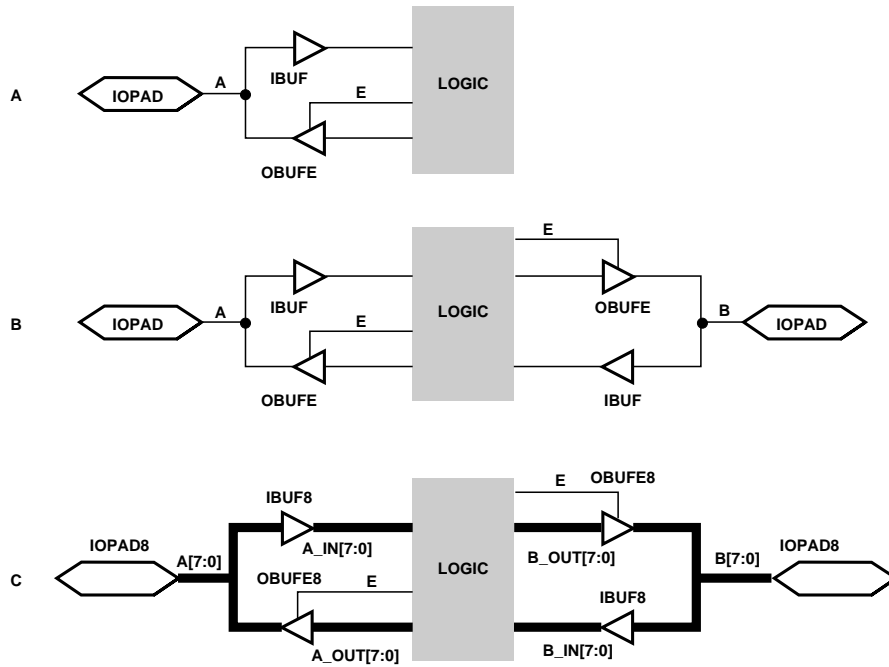 A
IOPAD
A
IBUF
E
OBUFE
LOGIC
B
IOPAD
A
IBUF
E
OBUFE
LOGIC
E
OBUFE
B
IOPAD
IBUF
C
IOPAD8
A[7:0]
IBUF8
A_IN[7:0]
OBUFE8
E
A_OUT[7:0]
LOGIC
E
OBUFE8
B_OUT[7:0]
B[7:0]
IOPAD8
IBUF8
B_IN[7:0]